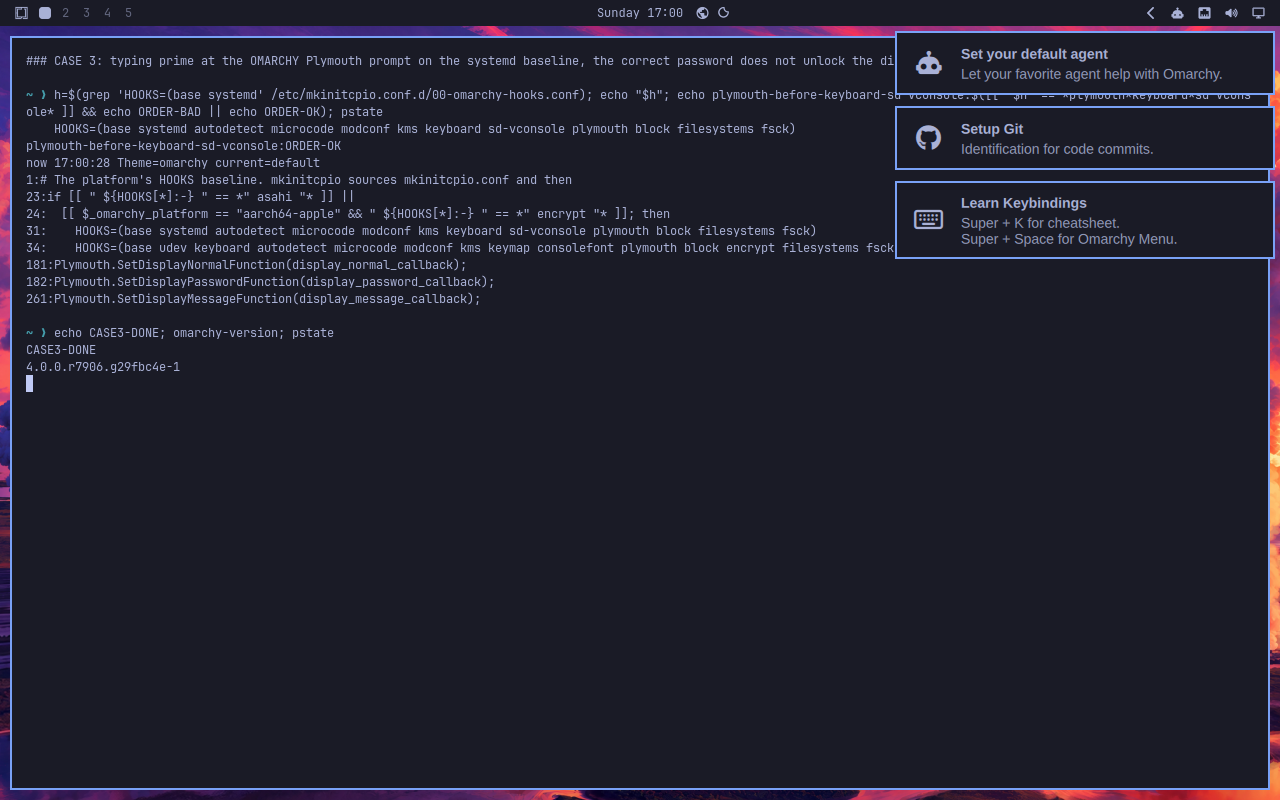 2 3 4 5 Sunday 17:00
### CASE 3: typing prime at the OMARCHY Plymouth prompt on the systemd baseline, the correct password does not unlock the di
~ ❯ h=$(grep 'HOOKS=(base systemd' /etc/mkinitcpio.conf.d/00-omarchy-hooks.conf); echo "$h"; echo plymouth-before-keyboard-sd-vconsole:$([[ "$h" == *plymouth*keyboard*sd-vcons
ole* ]] && echo ORDER-BAD || echo ORDER-OK); pstate
HOOKS=(base systemd autodetect microcode modconf kms keyboard sd-vconsole plymouth block filesystems fsck)
plymouth-before-keyboard-sd-vconsole:ORDER-OK
now 17:00:28 Theme=omarchy current=default
1:# The platform's HOOKS baseline. mkinitcpio sources mkinitcpio.conf and then
23:if [[ " ${HOOKS[*]:-} " == *" asahi "* ]] ||
24:  [[ $_omarchy_platform == "aarch64-apple" && " ${HOOKS[*]:-} " == *" encrypt "* ]]; then
31:    HOOKS=(base systemd autodetect microcode modconf kms keyboard sd-vconsole plymouth block filesystems fsck)
34:    HOOKS=(base udev keyboard autodetect microcode modconf kms keymap consolefont plymouth block encrypt filesystems fsck
181:Plymouth.SetDisplayNormalFunction(display_normal_callback);
182:Plymouth.SetDisplayPasswordFunction(display_password_callback);
261:Plymouth.SetDisplayMessageFunction(display_message_callback);
~ ❯ echo CASE3-DONE; omarchy-version; pstate
CASE3-DONE
4.0.0.r7906.g29fbc4e-1
Set your default agent
Let your favorite agent help with Omarchy.
Setup Git
Identification for code commits.
Learn Keybindings
Super + K for cheatsheet.
Super + Space for Omarchy Menu.